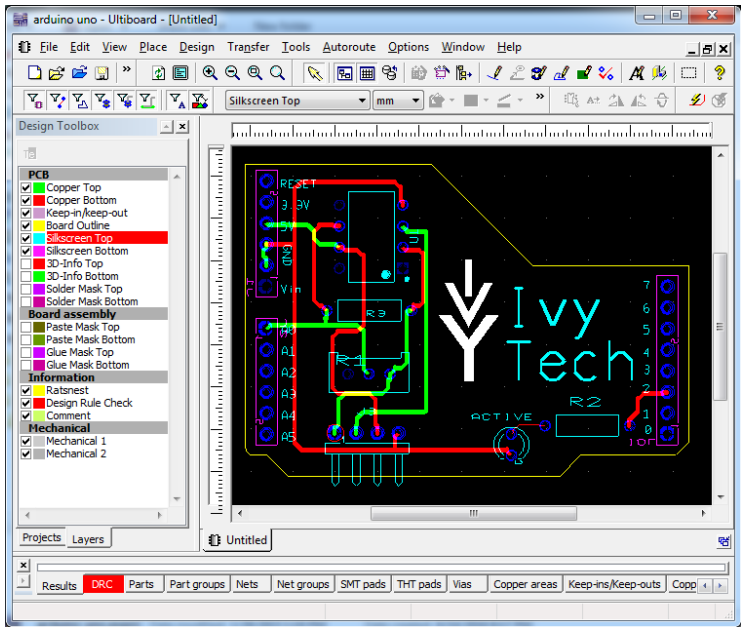 arduino uno - Ultiboard - [Untitled]
File Edit View Place Design Transfer Tools Autoroute Options Window Help
Silkscreen Top mm
Design Toolbox
PCB
Copper Top
Copper Bottom
Keep-in/keep-out
Board Outline
Silkscreen Top
Silkscreen Bottom
3D-Info Top
3D-Info Bottom
Solder Mask Top
Solder Mask Bottom
Board assembly
Paste Mask Top
Paste Mask Bottom
Glue Mask Top
Glue Mask Bottom
Information
Ratsnest
Design Rule Check
Comment
Mechanical
Mechanical 1
Mechanical 2
Projects Layers
RESET
3.3V
5V
GND
Vin
A1
A2
A3
A4
A5
R3
R1
Ivy
Tech
ACTIVE
R2
7
6
5
4
3
2
1
0
Untitled
Results DRC Parts Part groups Nets Net groups SMT pads THT pads Vias Copper areas Keep-ins/Keep-outs Copp